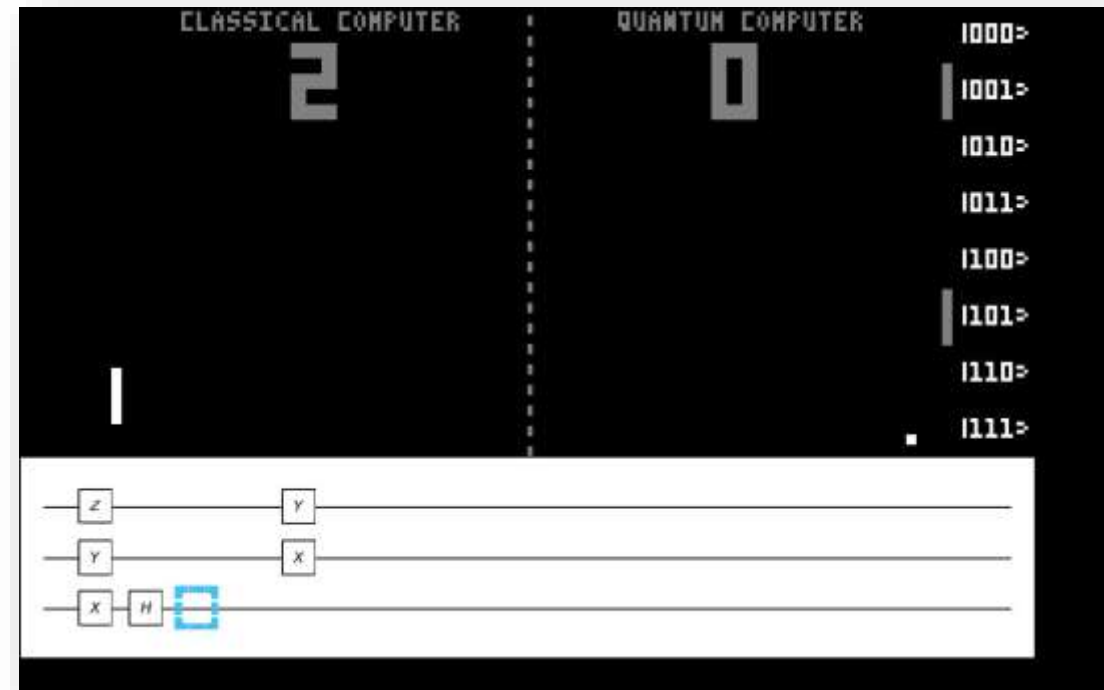 CLASSICAL COMPUTER QUANTUM COMPUTER
2 0
|000>
|001>
|010>
|011>
|100>
|101>
|110>
|111>
Z Y
Y X
X H